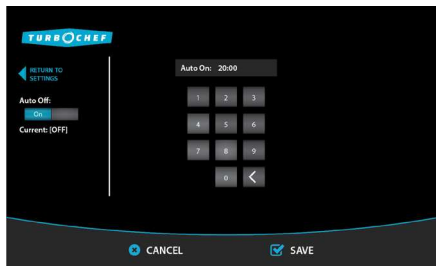 TURBOCHEF
RETURN TO
SETTINGS
Auto Off:
On
Current: [OFF]
Auto On: 20:00
1 2 3
4 5 6
7 8 9
0 <
CANCEL
SAVE